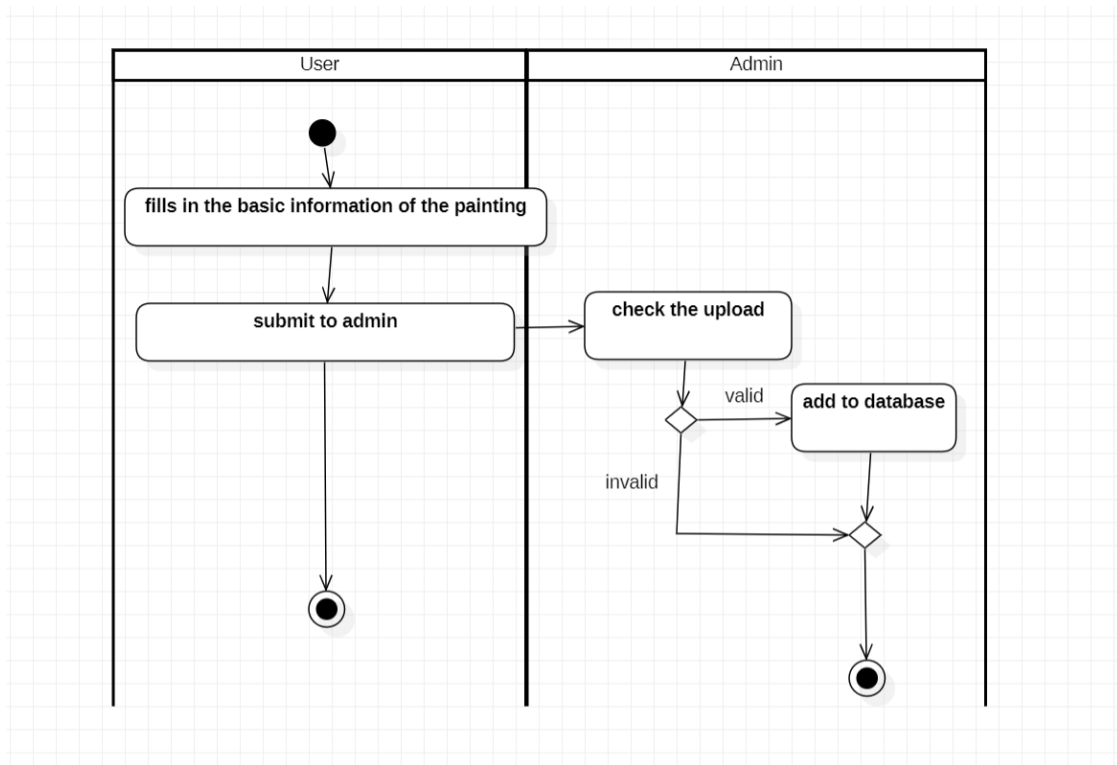 User
Admin
fills in the basic information of the painting
submit to admin
check the upload
valid
add to database
invalid